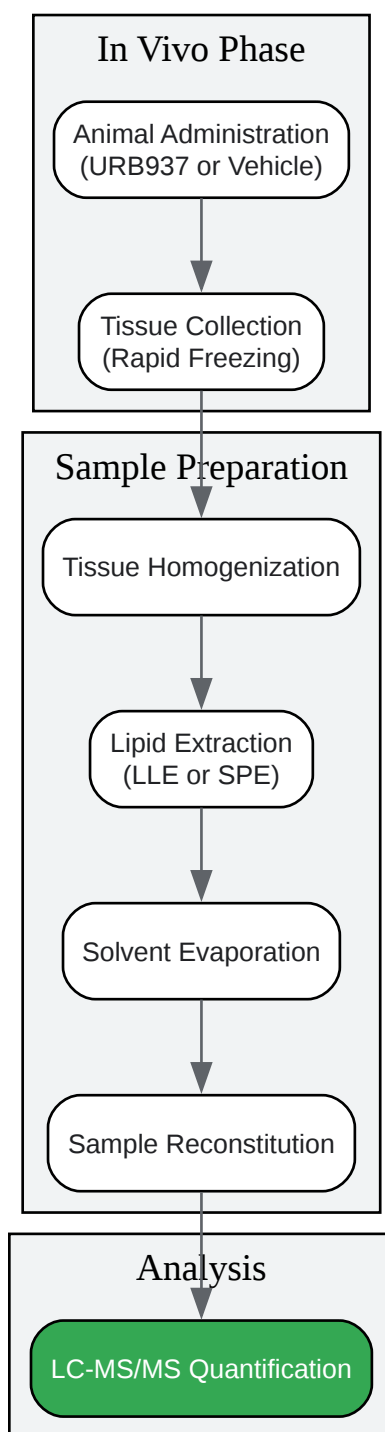 In Vivo Phase
Animal Administration
(URB937 or Vehicle)
Tissue Collection
(Rapid Freezing)
Sample Preparation
Tissue Homogenization
Lipid Extraction
(LLE or SPE)
Solvent Evaporation
Sample Reconstitution
Analysis
LC-MS/MS Quantification